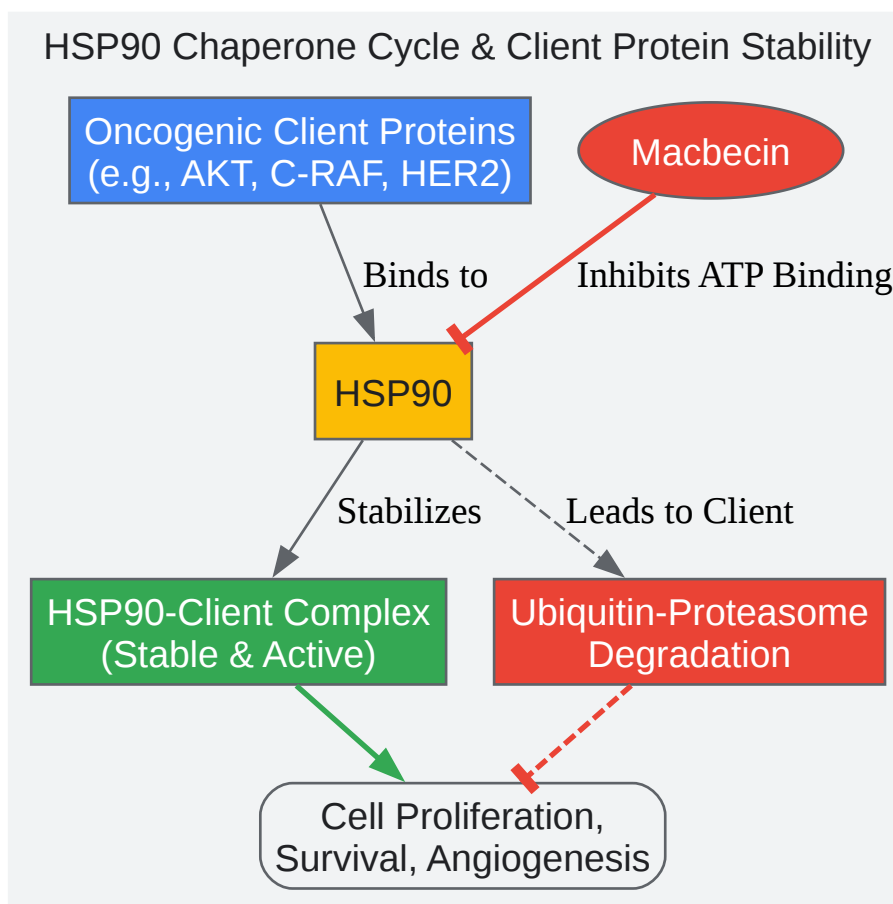 HSP90 Chaperone Cycle & Client Protein Stability
Oncogenic Client Proteins
(e.g., AKT, C-RAF, HER2)
Macbecin
Binds to
Inhibits ATP Binding
HSP90
Stabilizes
Leads to Client
HSP90-Client Complex
(Stable & Active)
Ubiquitin-Proteasome
Degradation
Cell Proliferation,
Survival, Angiogenesis